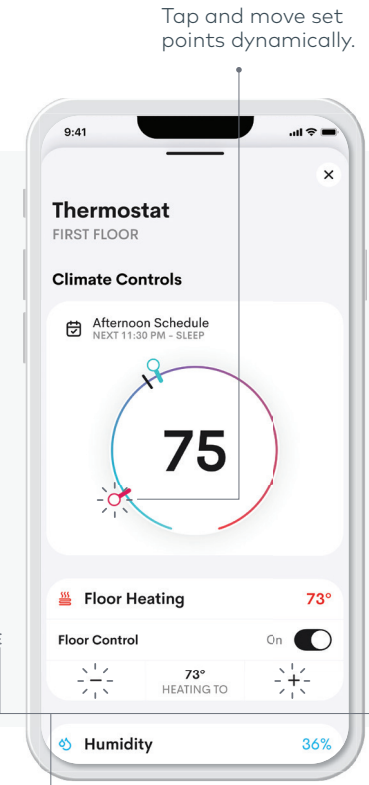 Tap and move set
points dynamically.
9:41
Thermostat
FIRST FLOOR
Climate Controls
Afternoon Schedule
NEXT 11:30 PM - SLEEP
75
Floor Heating 73°
Floor Control On
73°
HEATING TO
Humidity 36%